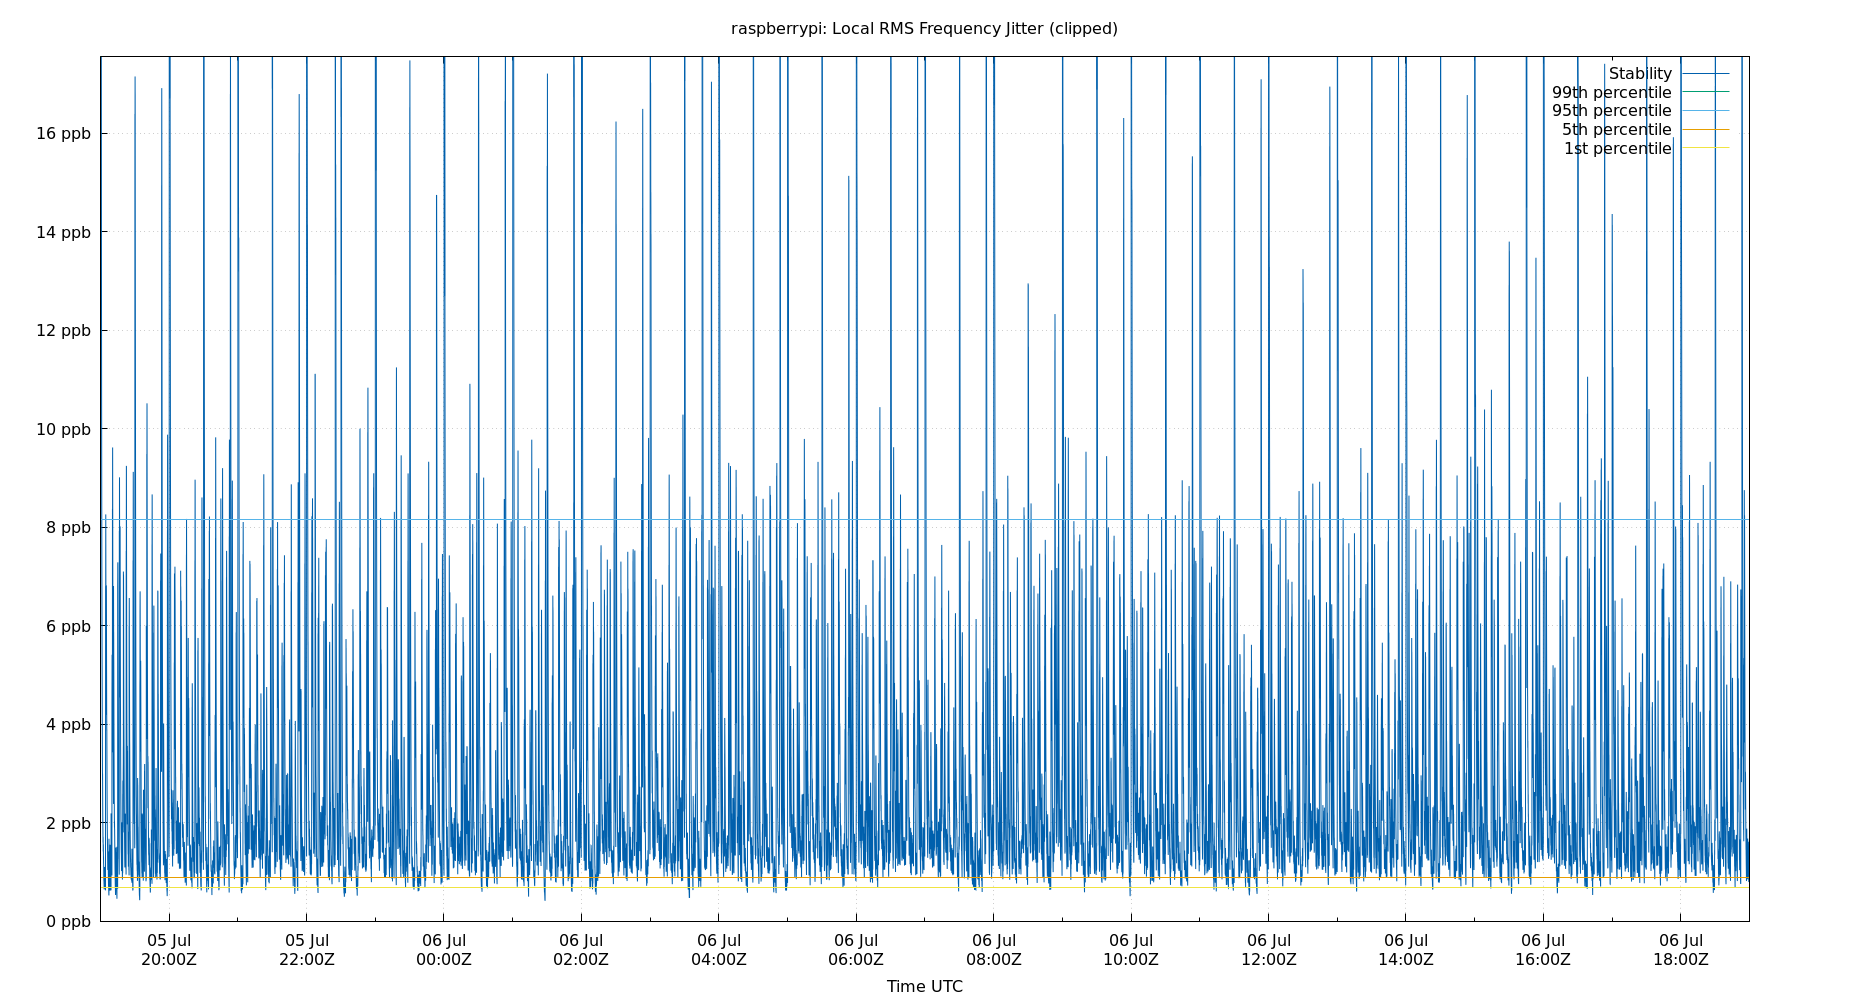 raspberrypi: Local RMS Frequency Jitter (clipped)
Stability
99th percentile
95th percentile
5th percentile
1st percentile
16 ppb
14 ppb
12 ppb
10 ppb
8 ppb
6 ppb
4 ppb
2 ppb
0 ppb
05 Jul 05 Jul 06 Jul 06 Jul 06 Jul 06 Jul 06 Jul 06 Jul 06 Jul 06 Jul 06 Jul 06 Jul
20:00Z 22:00Z 00:00Z 02:00Z 04:00Z 06:00Z 08:00Z 10:00Z 12:00Z 14:00Z 16:00Z 18:00Z
Time UTC